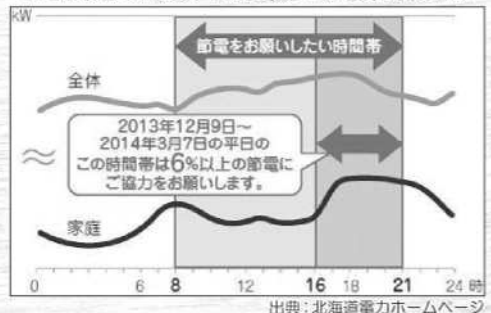 kW
節電をお願いしたい時間帯
全体
2013年12月9日～
2014年3月7日の平日の
この時間帯は6%以上の節電に
ご協力をお願いします。
家庭
0 6 8 12 16 18 21 24 時
出典：北海道電力ホームページ